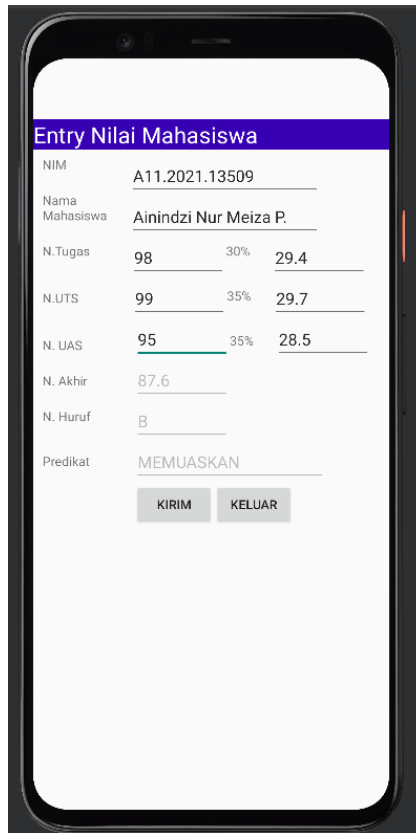 Entry Nilai Mahasiswa
NIM A11.2021.13509
Nama
Mahasiswa Ainindzi Nur Meiza P.
N.Tugas 98 30% 29.4
N.UTS 99 35% 29.7
N. UAS 95 35% 28.5
N. Akhir 87.6
N. Huruf B
Predikat MEMUASKAN
KIRIM KELUAR